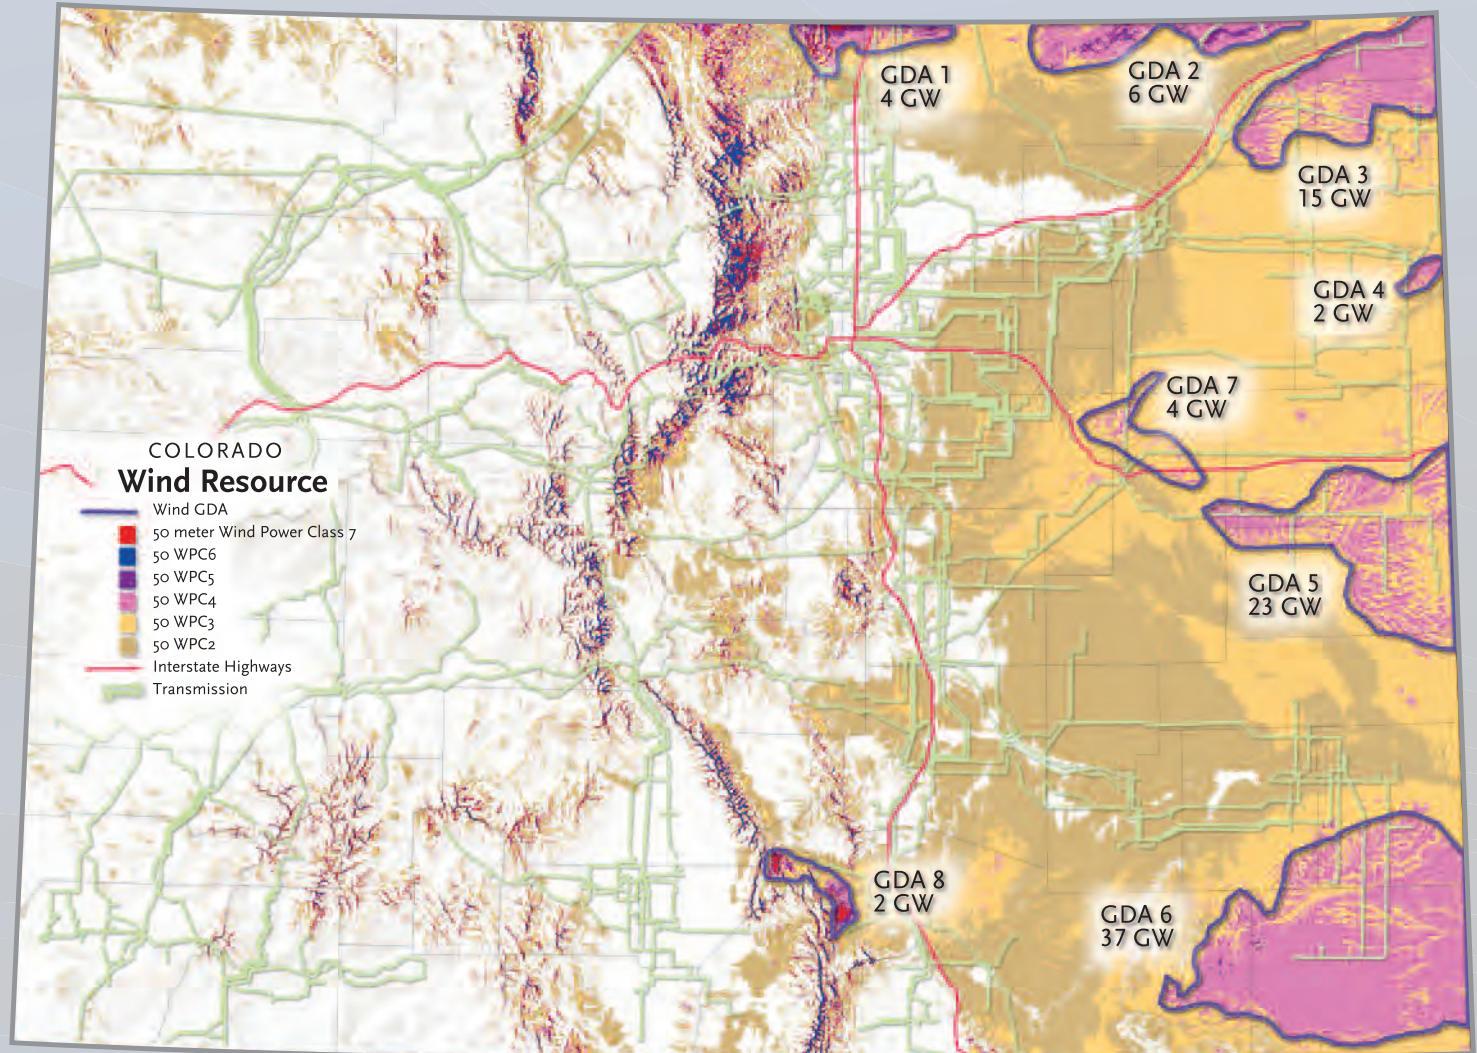 GDA 1
4 GW
GDA 2
6 GW
GDA 3
15 GW
GDA 4
2 GW
GDA 7
4 GW
COLORADO
Wind Resource
Wind GDA
50 meter Wind Power Class 7
50 WPC6
50 WPC5
50 WPC4
50 WPC3
50 WPC2
Interstate Highways
Transmission
GDA 5
23 GW
GDA 8
2 GW
GDA 6
37 GW